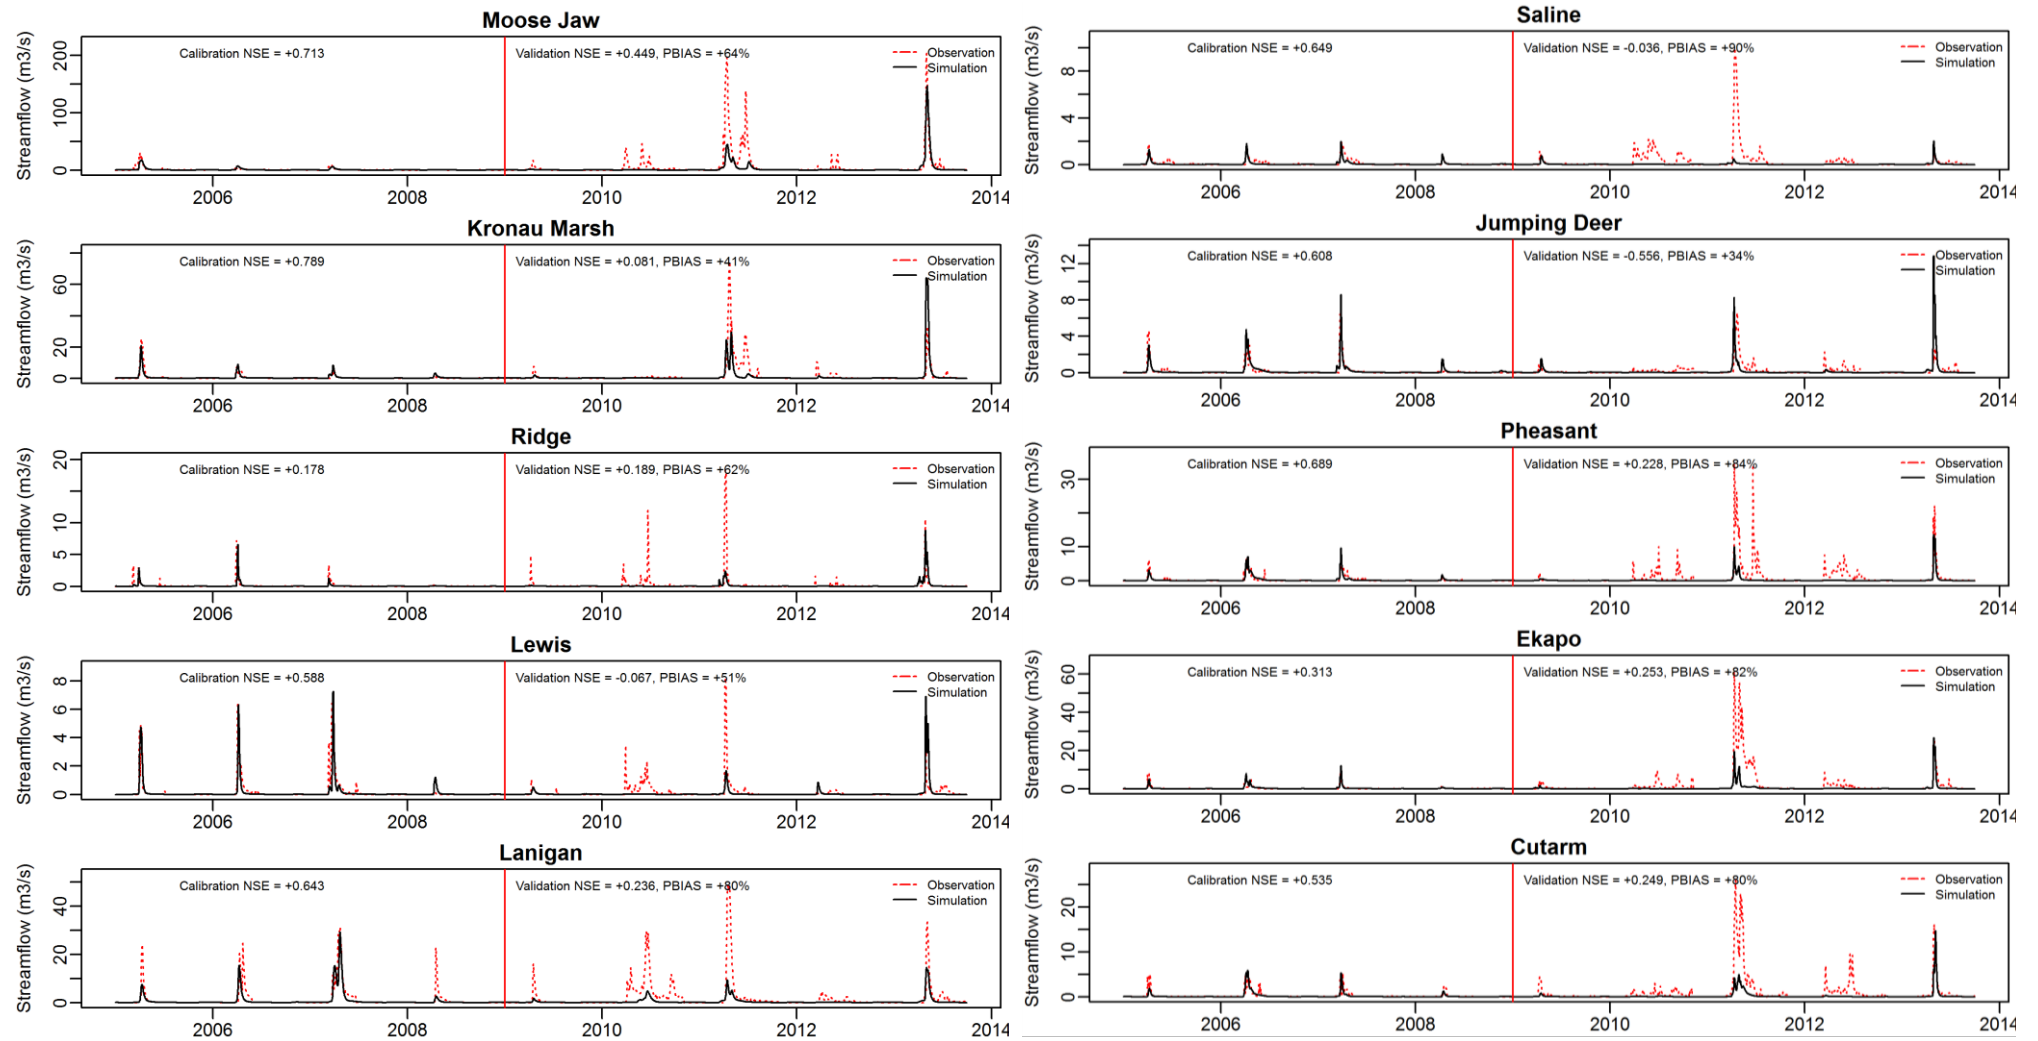 Moose Jaw
Calibration NSE = +0.713
Validation NSE = +0.449, PBIAS = +64%
Observation
Simulation
Streamflow (m3/s)
0 100 200
2006 2008 2010 2012 2014
Kronau Marsh
Calibration NSE = +0.789
Validation NSE = +0.081, PBIAS = +41%
Observation
Simulation
Streamflow (m3/s)
0 20 60
2006 2008 2010 2012 2014
Ridge
Calibration NSE = +0.178
Validation NSE = +0.189, PBIAS = +62%
Observation
Simulation
Streamflow (m3/s)
0 5 10 20
2006 2008 2010 2012 2014
Lewis
Calibration NSE = +0.588
Validation NSE = -0.067, PBIAS = +51%
Observation
Simulation
Streamflow (m3/s)
0 2 4 6 8
2006 2008 2010 2012 2014
Lanigan
Calibration NSE = +0.643
Validation NSE = +0.236, PBIAS = +80%
Observation
Simulation
Streamflow (m3/s)
0 20 40
2006 2008 2010 2012 2014
Saline
Calibration NSE = +0.649
Validation NSE = -0.036, PBIAS = +90%
Observation
Simulation
Streamflow (m3/s)
0 4 8
2006 2008 2010 2012 2014
Jumping Deer
Calibration NSE = +0.608
Validation NSE = -0.556, PBIAS = +34%
Observation
Simulation
Streamflow (m3/s)
0 4 8 12
2006 2008 2010 2012 2014
Pheasant
Calibration NSE = +0.689
Validation NSE = +0.228, PBIAS = +84%
Observation
Simulation
Streamflow (m3/s)
0 10 30
2006 2008 2010 2012 2014
Ekapo
Calibration NSE = +0.313
Validation NSE = +0.253, PBIAS = +82%
Observation
Simulation
Streamflow (m3/s)
0 20 40 60
2006 2008 2010 2012 2014
Cutarm
Calibration NSE = +0.535
Validation NSE = +0.249, PBIAS = +80%
Observation
Simulation
Streamflow (m3/s)
0 10 20
2006 2008 2010 2012 2014